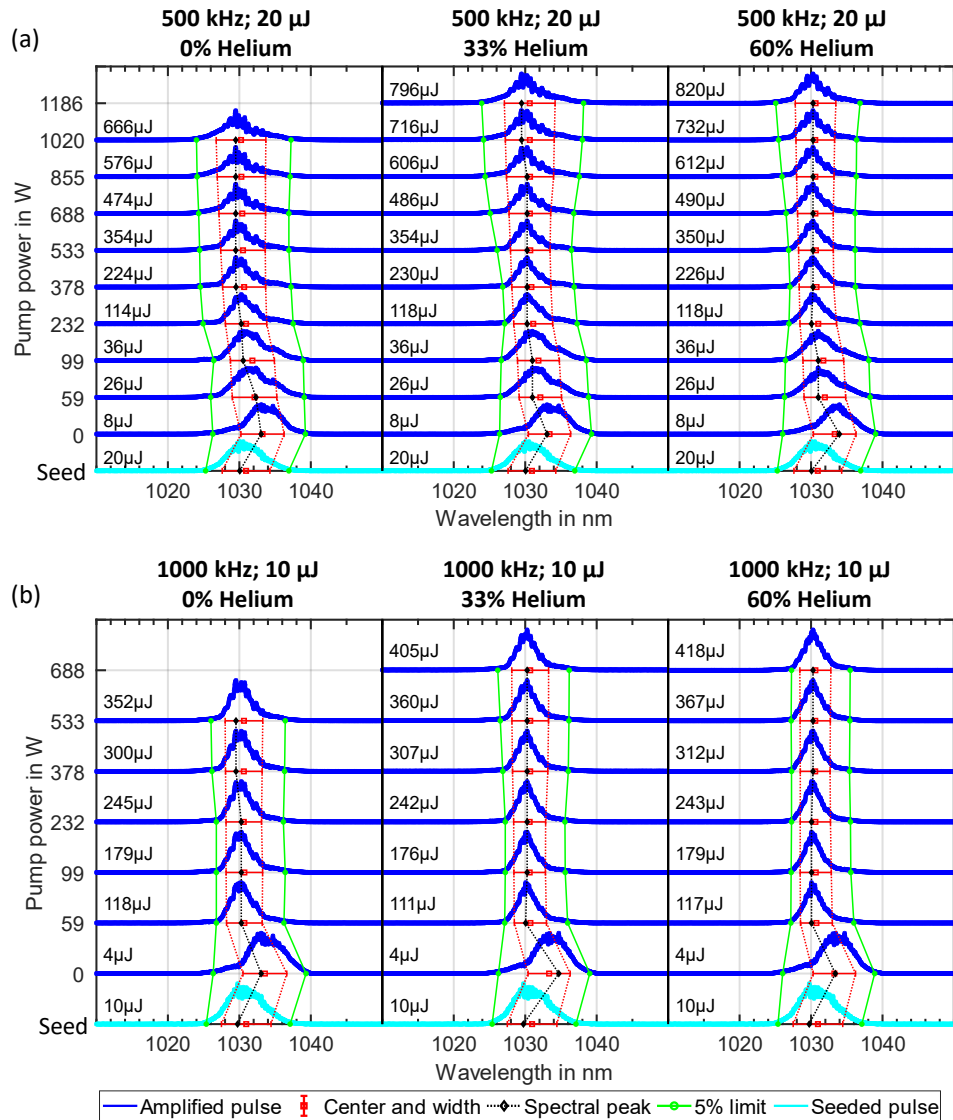 (a)
500 kHz; 20 µJ
0% Helium
500 kHz; 20 µJ
33% Helium
500 kHz; 20 µJ
60% Helium
Pump power in W
1186
1020
855
688
533
378
232
99
59
0
Seed
666µJ
576µJ
474µJ
354µJ
224µJ
114µJ
36µJ
26µJ
8µJ
20µJ
796µJ
716µJ
606µJ
486µJ
354µJ
230µJ
118µJ
36µJ
26µJ
8µJ
20µJ
820µJ
732µJ
612µJ
490µJ
350µJ
226µJ
118µJ
36µJ
26µJ
8µJ
20µJ
1020 1030 1040
1020 1030 1040
1020 1030 1040
Wavelength in nm
(b)
1000 kHz; 10 µJ
0% Helium
1000 kHz; 10 µJ
33% Helium
1000 kHz; 10 µJ
60% Helium
Pump power in W
688
533
378
232
99
59
0
Seed
352µJ
300µJ
245µJ
179µJ
118µJ
4µJ
10µJ
405µJ
360µJ
307µJ
242µJ
176µJ
111µJ
4µJ
10µJ
418µJ
367µJ
312µJ
243µJ
179µJ
117µJ
4µJ
10µJ
1020 1030 1040
1020 1030 1040
1020 1030 1040
Wavelength in nm
Amplified pulse Center and width Spectral peak 5% limit Seeded pulse